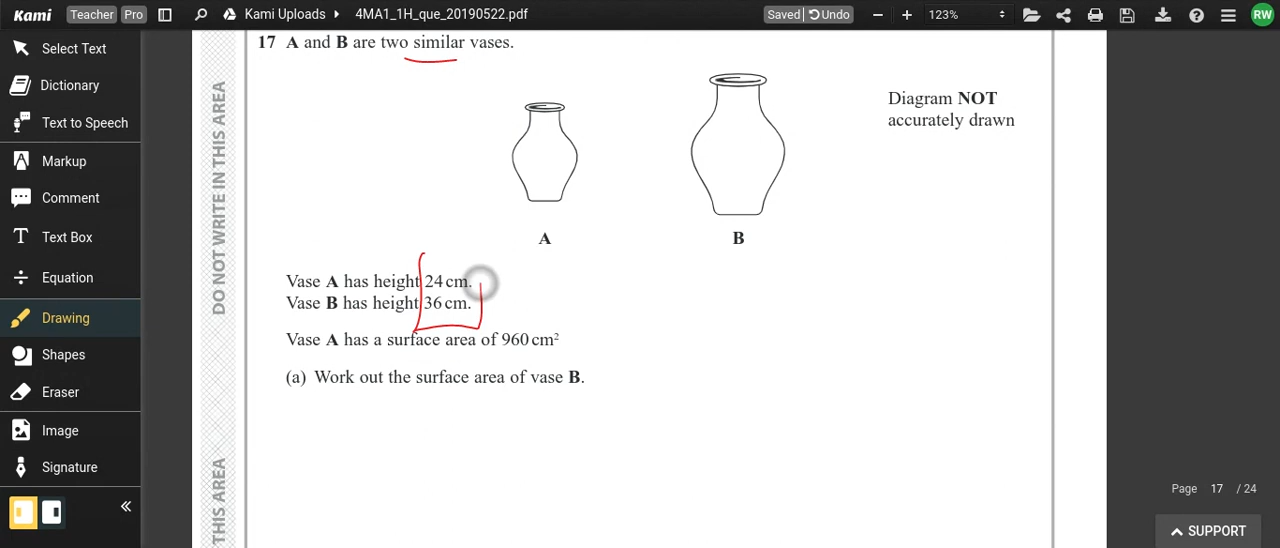 Kami
Teacher
Pro
Kami Uploads
4MA1_1H_que_20190522.pdf
Saved
Undo
123%
RW
Select Text
Dictionary
Text to Speech
Markup
Comment
Text Box
Equation
Drawing
Shapes
Eraser
Image
Signature
DO NOT WRITE IN THIS AREA
THIS AREA
17 A and B are two similar vases.
Diagram NOT
accurately drawn
A
B
Vase A has height 24 cm.
Vase B has height 36 cm.
Vase A has a surface area of 960 cm²
(a) Work out the surface area of vase B.
Page 17 / 24
SUPPORT